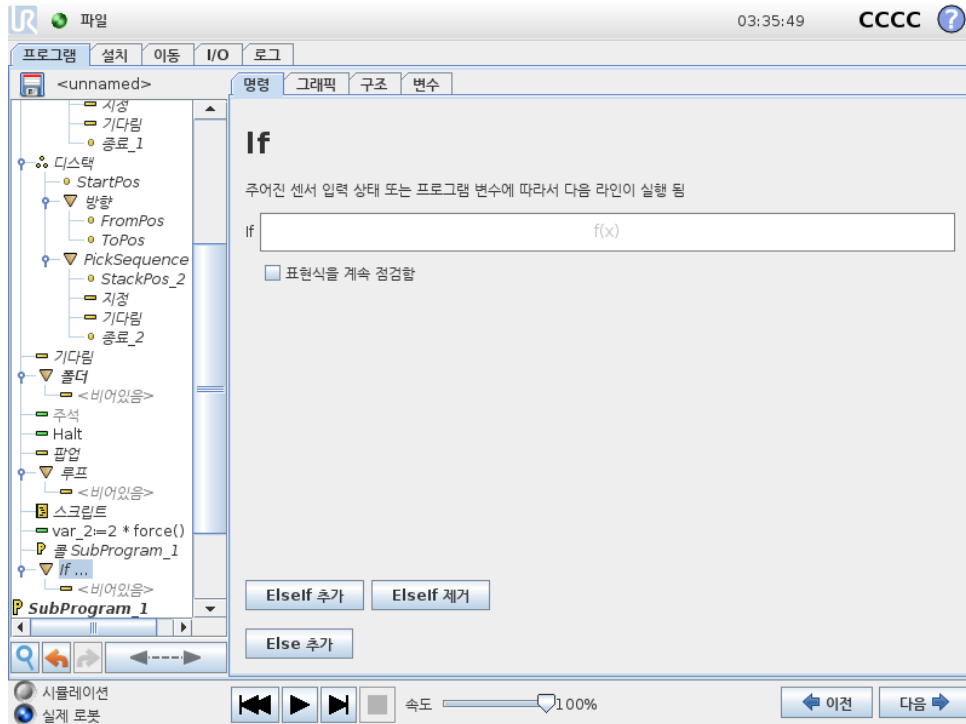 UR 파일 03:35:49 CCCC ?
프로그램 설치 이동 I/O 로그
<unnamed>
명령 그래픽 구조 변수
지정
기다림
종료_1
디스택
StartPos
방향
FromPos
ToPos
PickSequence
StackPos_2
지정
기다림
종료_2
기다림
폴더
<비어있음>
주석
Halt
팝업
루프
<비어있음>
스크립트
var_2:=2 * force()
콜 SubProgram_1
If ...
<비어있음>
SubProgram_1
If
주어진 센서 입력 상태 또는 프로그램 변수에 따라서 다음 라인이 실행 됨
If f(x)
표현식을 계속 점검함
ElseIf 추가 ElseIf 제거
Else 추가
시뮬레이션
실제 로봇
속도 100%
이전 다음